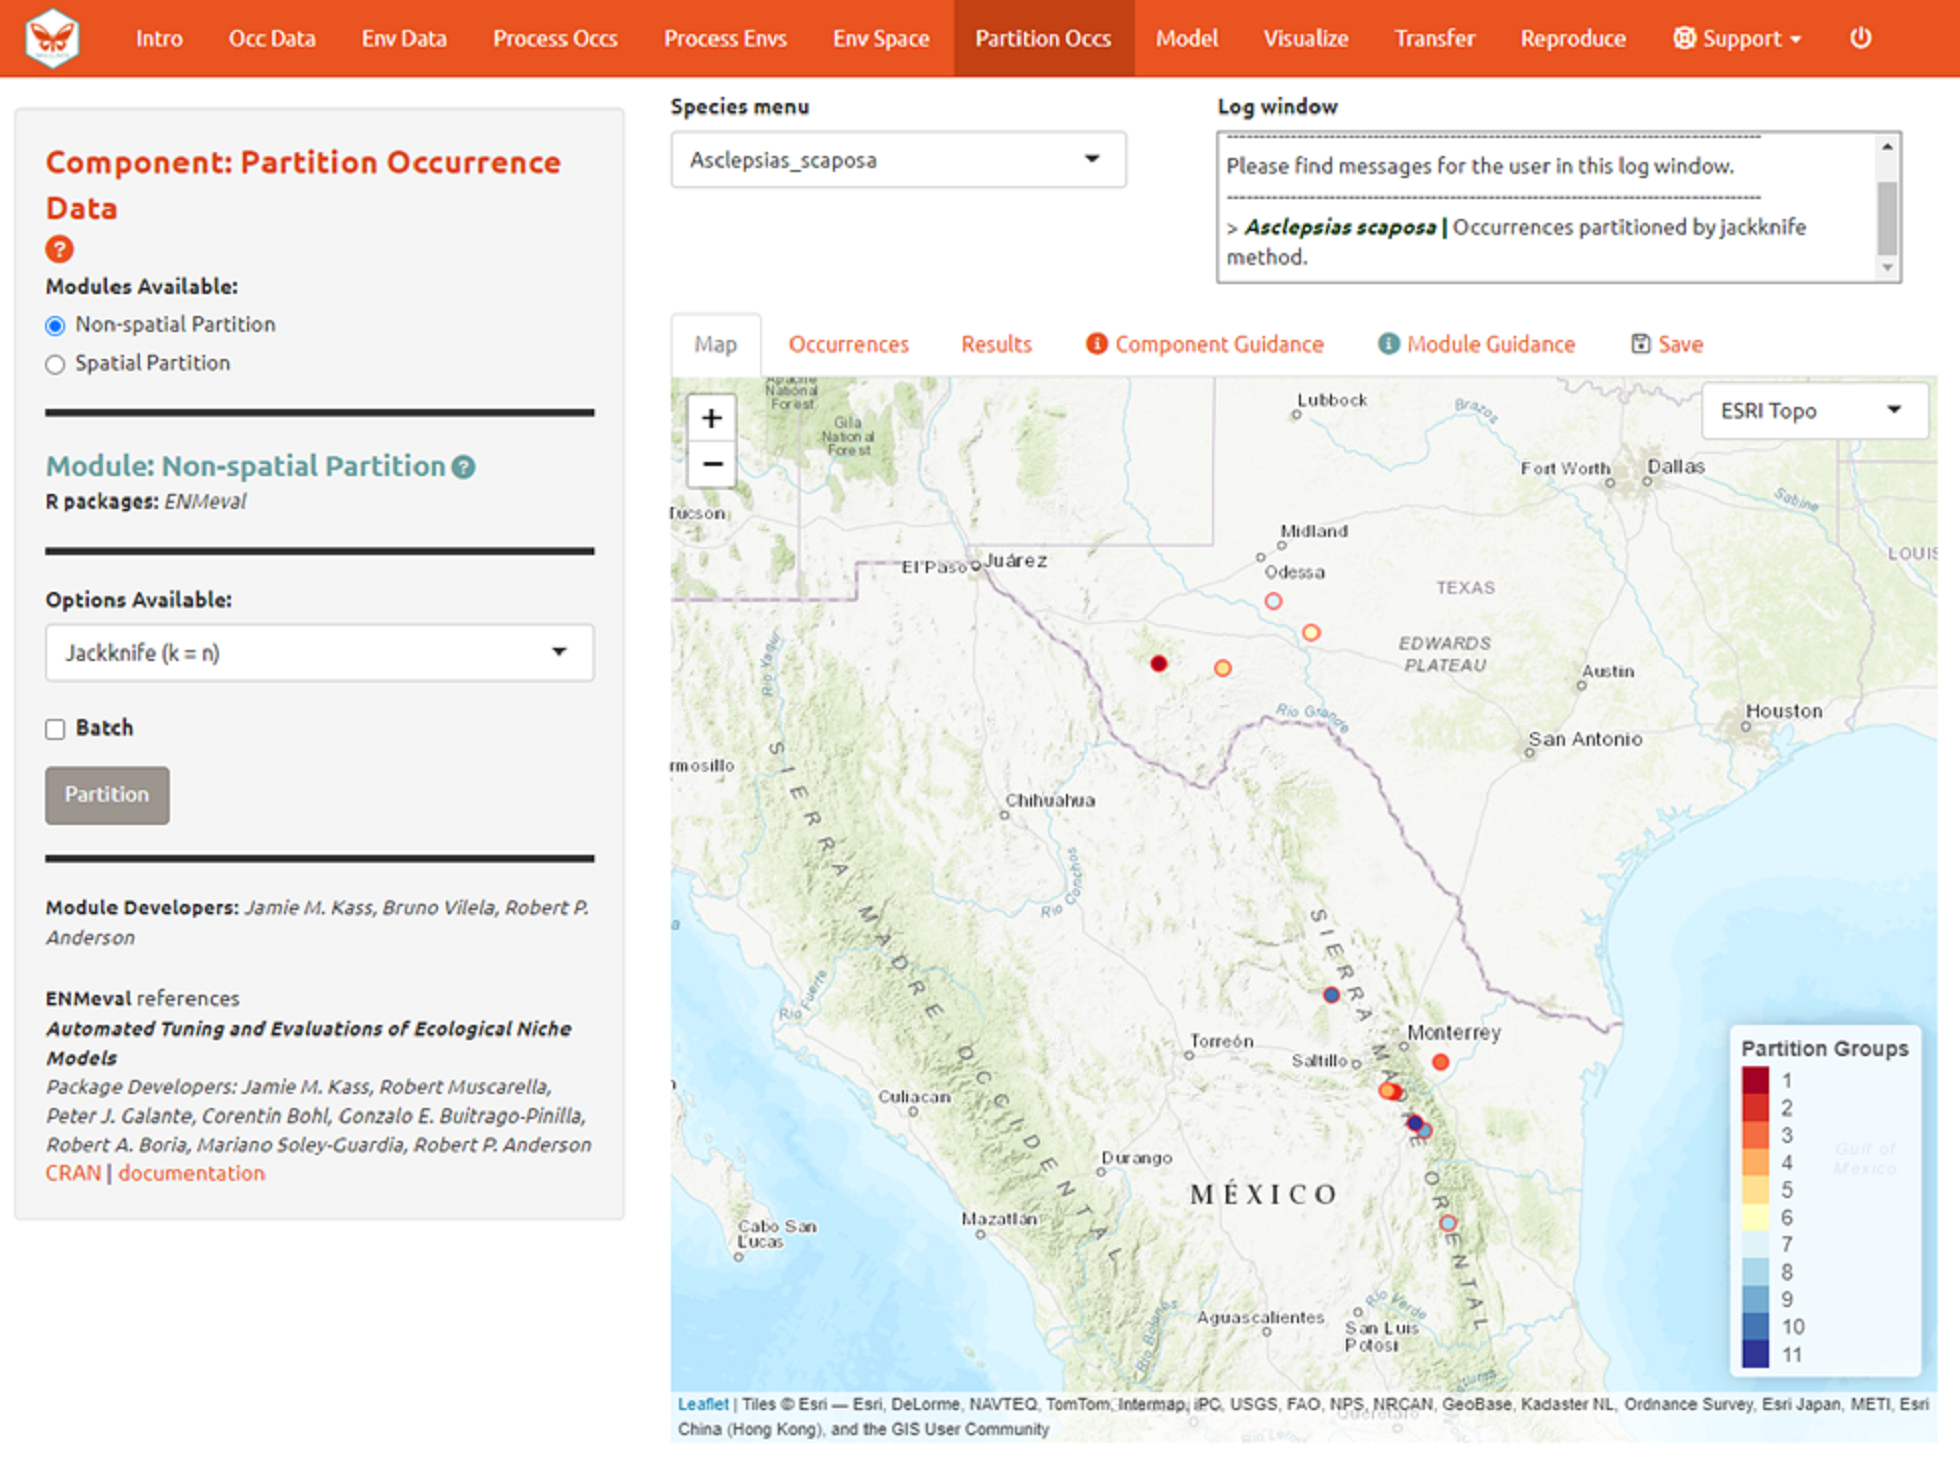 Intro Occ Data Env Data Process Occs Process Envs Env Space Partition Occs Model Visualize Transfer Reproduce Support
Component: Partition Occurrence
Data
?
Modules Available:
Non-spatial Partition
Spatial Partition
Module: Non-spatial Partition ?
R packages: ENMeval
Options Available:
Jackknife (k = n)
Batch
Partition
Module Developers: Jamie M. Kass, Bruno Vilela, Robert P.
Anderson
ENMeval references
Automated Tuning and Evaluations of Ecological Niche
Models
Package Developers: Jamie M. Kass, Robert Muscarella,
Peter J. Galante, Corentin Bohl, Gonzalo E. Buitrago-Pinilla,
Robert A. Boria, Mariano Soley-Guardia, Robert P. Anderson
CRAN | documentation
Species menu
Asclepsias_scaposa
Log window
Please find messages for the user in this log window.
> Asclepsias scaposa | Occurrences partitioned by jackknife
method.
Map Occurrences Results Component Guidance Module Guidance Save
+
−
ESRI Topo
Apache
National
Forest
Gila
National
Forest
Lubbock
Brazos
Fort Worth
Dallas
Sabine
Tucson
Midland
LOUIS
El Paso
Juárez
Odessa
TEXAS
EDWARDS
PLATEAU
Rio Yaqui
Austin
Rio Grande
Houston
San Antonio
rmosillo
Chihuahua
Rio Conchos
SIERRA MADRE OCCIDENTAL
SIERRA MADRE ORIENTAL
Rio Fuerte
Monterrey
Torreón
Saltillo
Culiacan
Durango
MÉXICO
Gulf of
Mexico
Mazatlán
Cabo San
Lucas
Aguascalientes
Rio Verde
San Luis
Potosi
Rio Bolaños
Queretaro
Partition Groups
1
2
3
4
5
6
7
8
9
10
11
Leaflet | Tiles © Esri — Esri, DeLorme, NAVTEQ, TomTom, Intermap, iPC, USGS, FAO, NPS, NRCAN, GeoBase, Kadaster NL, Ordnance Survey, Esri Japan, METI, Esri
China (Hong Kong), and the GIS User Community